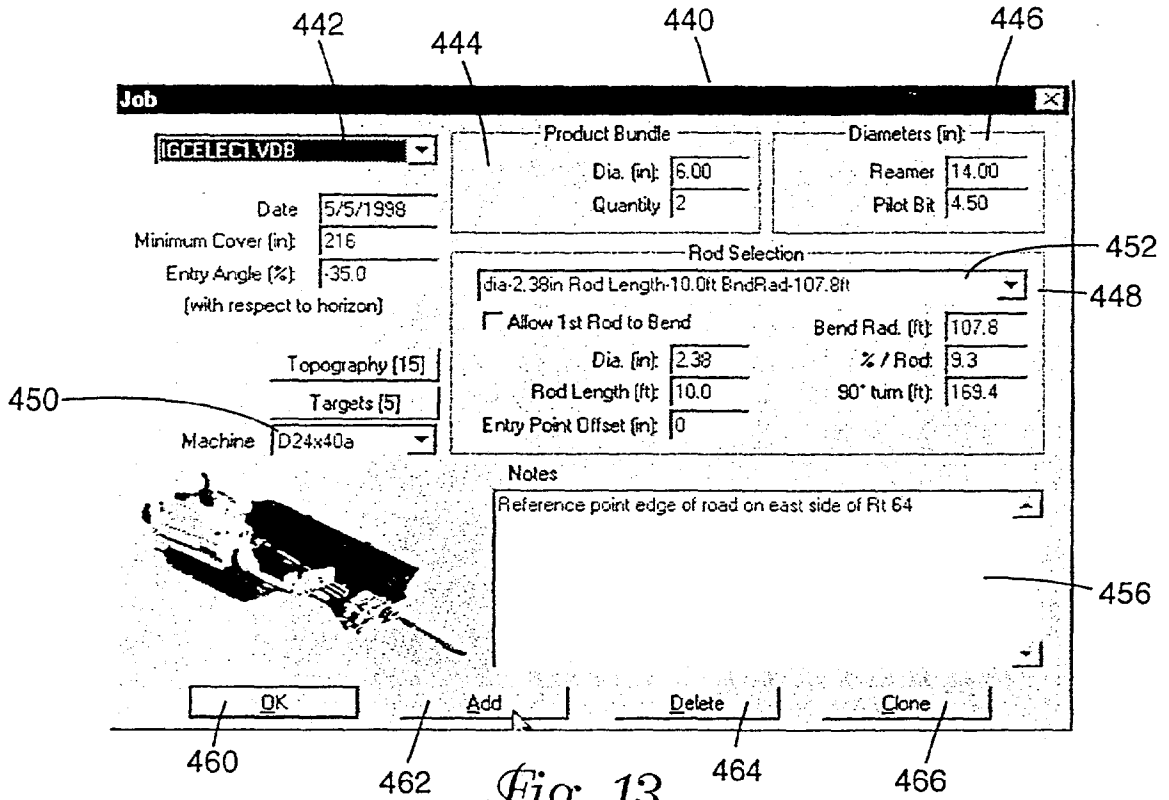 442
444
440
446
Job
IGCELEC1.VDB
Product Bundle
Dia. (in): 6.00
Quantity 2
Diameters (in):
Reamer 14.00
Pilot Bit 4.50
Date 5/5/1998
Minimum Cover (in): 216
Entry Angle (%): -35.0
(with respect to horizon)
Rod Selection
452
dia-2.38in Rod Length-10.0ft BndRad-107.8ft
448
Allow 1st Rod to Bend
Bend Rad. (ft): 107.8
Dia. (in): 2.38
% / Rod: 9.3
Rod Length (ft): 10.0
90° turn (ft): 169.4
Entry Point Offset (in): 0
Topography [15]
Targets [5]
450
Machine D24x40a
Notes
Reference point edge of road on east side of Rt 64
456
OK
Add
Delete
Clone
460
462
464
466
Fig. 13